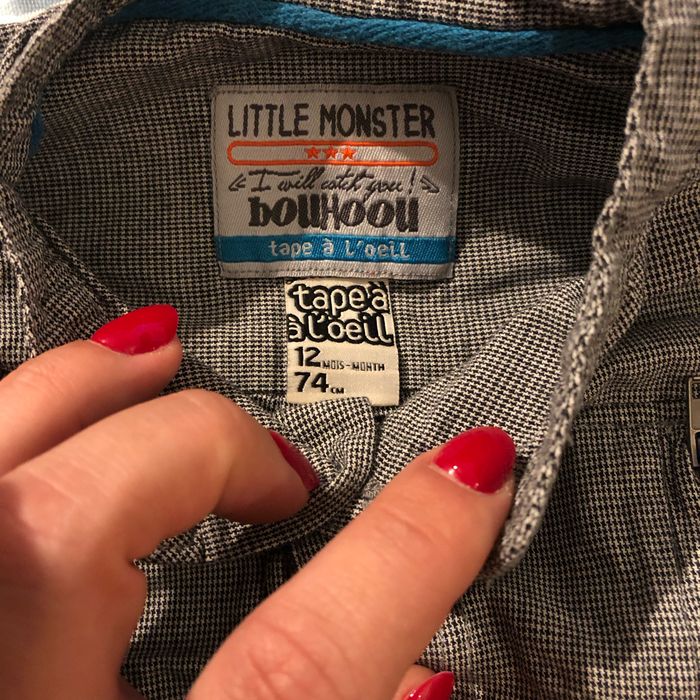 LITTLE MONSTER
I will catch you!
bouHoou
tape à l'oeil
tape à
à l'oeil
12 MOIS-MONTH
74 CM